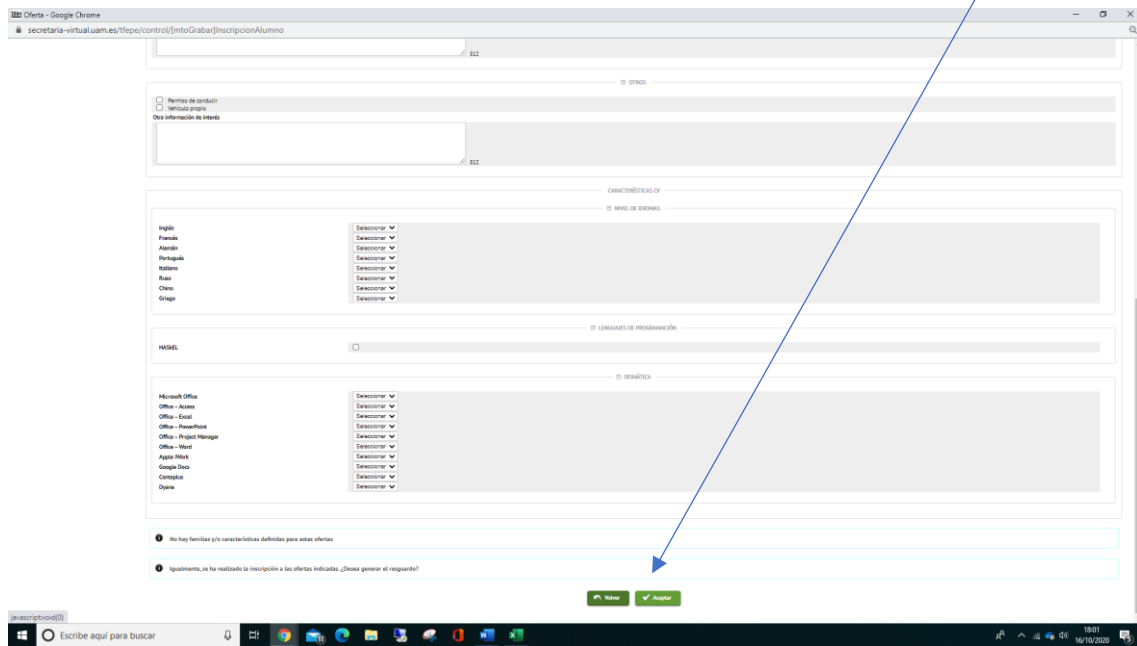 Oferta - Google Chrome
secretaria-virtual.uam.es/tfepe/control/[mtoGrabar]InscripcionAlumno
312
OTROS
Permiso de conducir
Vehículo propio
Otra información de interés
312
CARACTERÍSTICAS CV
NIVEL DE IDIOMAS
Inglés Seleccionar
Francés Seleccionar
Alemán Seleccionar
Portugués Seleccionar
Italiano Seleccionar
Ruso Seleccionar
Chino Seleccionar
Griego Seleccionar
LENGUAJES DE PROGRAMACIÓN
HASKEL
OFIMÁTICA
Microsoft Office Seleccionar
Office – Access Seleccionar
Office – Excel Seleccionar
Office – PowerPoint Seleccionar
Office – Project Manager Seleccionar
Office – Word Seleccionar
Apple iWork Seleccionar
Google Docs Seleccionar
Contaplus Seleccionar
Dyane Seleccionar
No hay familias y/o características definidas para estas ofertas
Igualmente, se ha realizado la inscripción a las ofertas indicadas. ¿Desea generar el resguardo?
Volver Aceptar
javascript:void(0)
Escribe aquí para buscar
18:01
16/10/2020